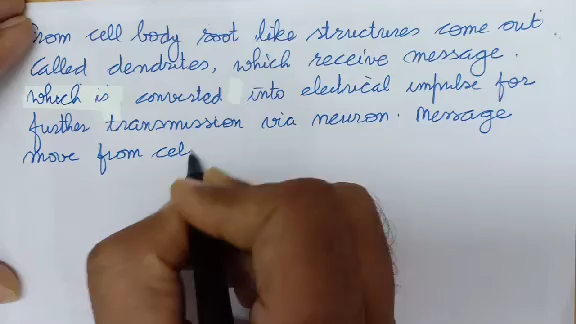 From cell body root like structures come out.
Called dendrites, which receive message.
which is converted into electrical impulse for
further transmission via neuron. Message
move from cel